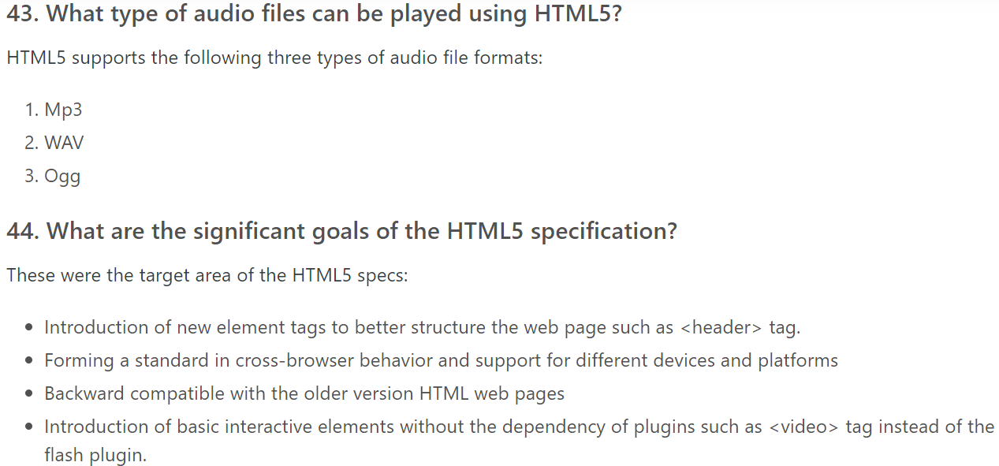 43. What type of audio files can be played using HTML5?
HTML5 supports the following three types of audio file formats:
1. Mp3
2. WAV
3. Ogg
44. What are the significant goals of the HTML5 specification?
These were the target area of the HTML5 specs:
• Introduction of new element tags to better structure the web page such as <header> tag.
• Forming a standard in cross-browser behavior and support for different devices and platforms
• Backward compatible with the older version HTML web pages
• Introduction of basic interactive elements without the dependency of plugins such as <video> tag instead of the
flash plugin.